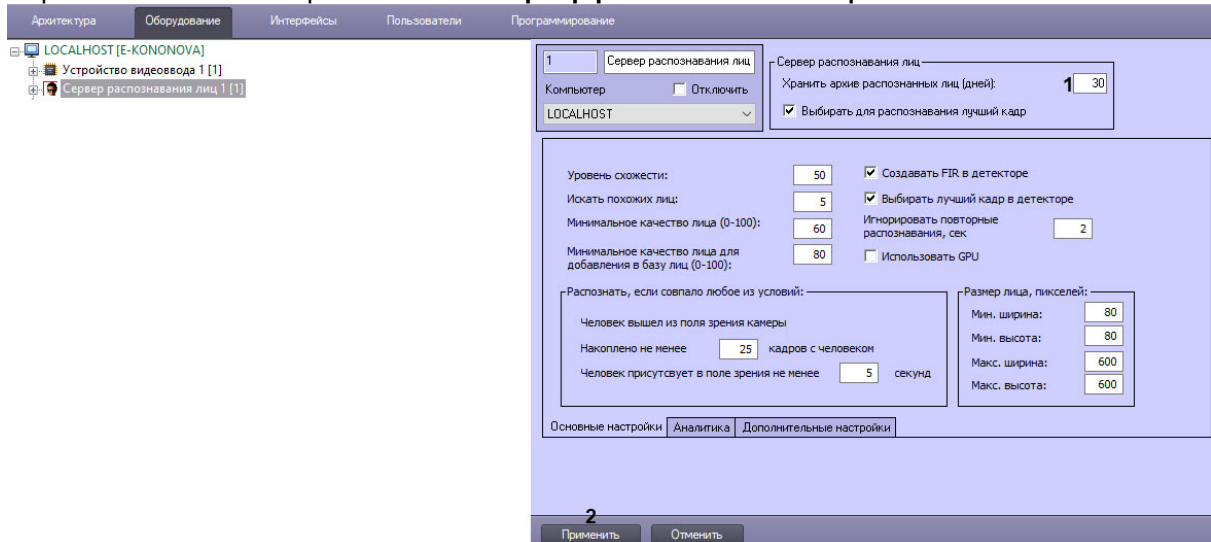 Архитектура Оборудование Интерфейсы Пользователи Программирование
LOCALHOST [E-KONONOVA]
Устройство видеоввода 1 [1]
Сервер распознавания лиц 1 [1]
1 Сервер распознавания лиц
Компьютер Отключить
LOCALHOST
Сервер распознавания лиц
Хранить архив распознанных лиц (дней): 1 30
Выбирать для распознавания лучший кадр
Уровень схожести: 50
Создавать FIR в детекторе
Искать похожих лиц: 5
Выбирать лучший кадр в детекторе
Минимальное качество лица (0-100): 60
Игнорировать повторные
распознавания, сек 2
Минимальное качество лица для
добавления в базу лиц (0-100): 80
Использовать GPU
Распознать, если совпало любое из условий:
Человек вышел из поля зрения камеры
Накоплено не менее 25 кадров с человеком
Человек присутсвует в поле зрения не менее 5 секунд
Размер лица, пикселей:
Мин. ширина: 80
Мин. высота: 80
Макс. ширина: 600
Макс. высота: 600
Основные настройки Аналитика Дополнительные настройки
2
Применить Отменить